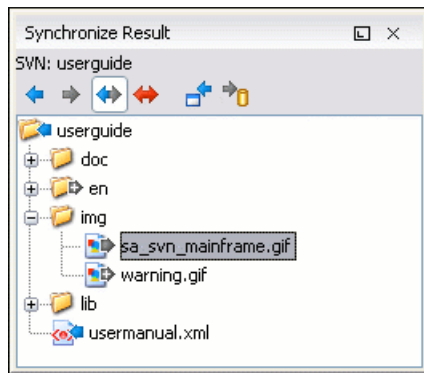 Synchronize Result
SVN: userguide
userguide
doc
en
img
sa_svn_mainframe.gif
warning.gif
lib
usermanual.xml